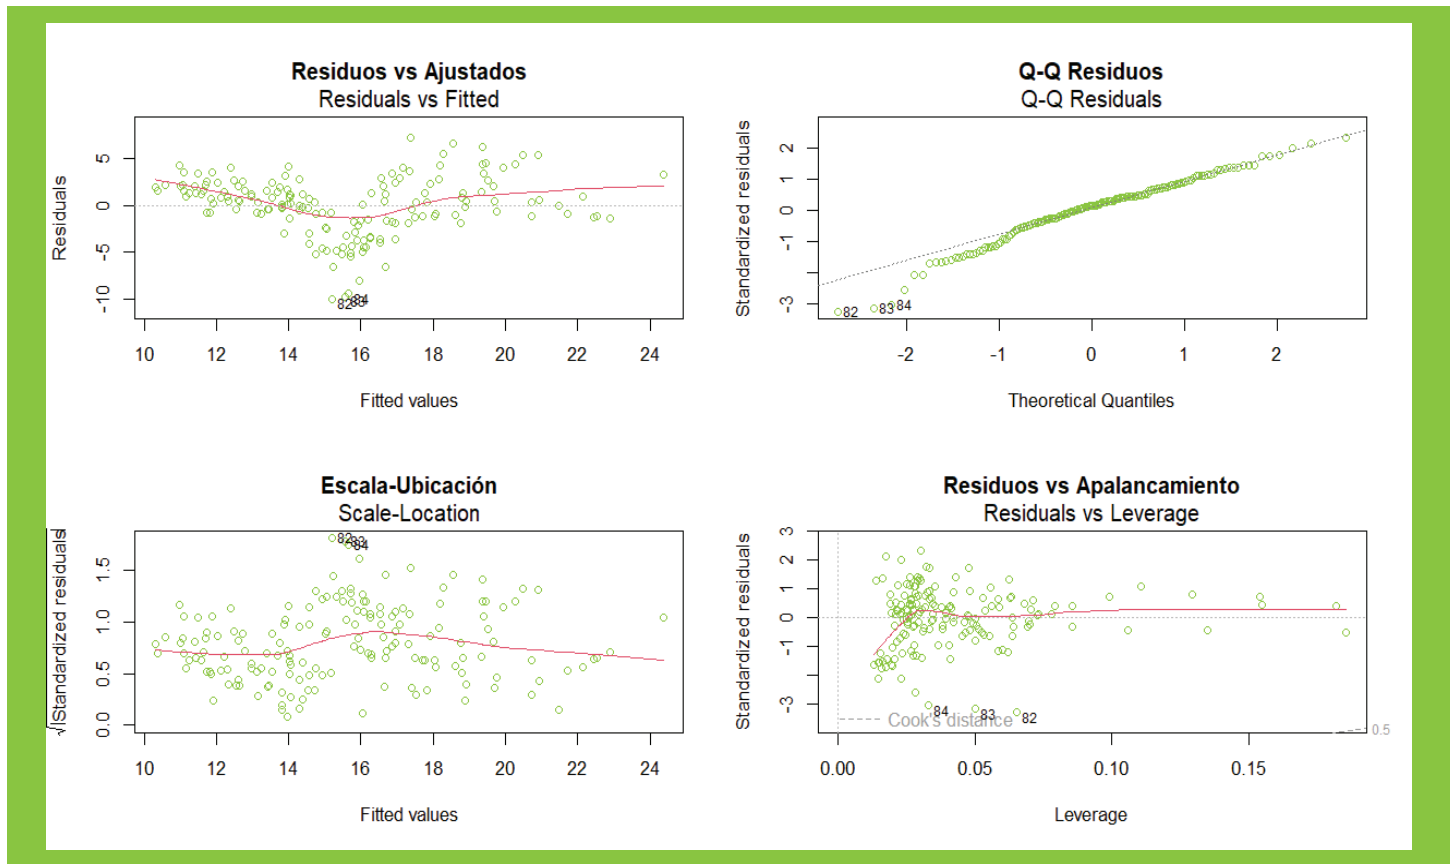 Residuos vs Ajustados
Residuals vs Fitted
Residuals
5
0
-5
-10
82
83
84
10 12 14 16 18 20 22 24
Fitted values
Q-Q Residuos
Q-Q Residuals
Standardized residuals
2
1
0
-1
-3
82
83
84
-2 -1 0 1 2
Theoretical Quantiles
Escala-Ubicación
Scale-Location
√|Standardized residuals|
1.5
1.0
0.5
0.0
82
83
84
10 12 14 16 18 20 22 24
Fitted values
Residuos vs Apalancamiento
Residuals vs Leverage
Standardized residuals
3
2
1
0
-1
-3
84
83
82
Cook's distance
0.5
0.00 0.05 0.10 0.15
Leverage